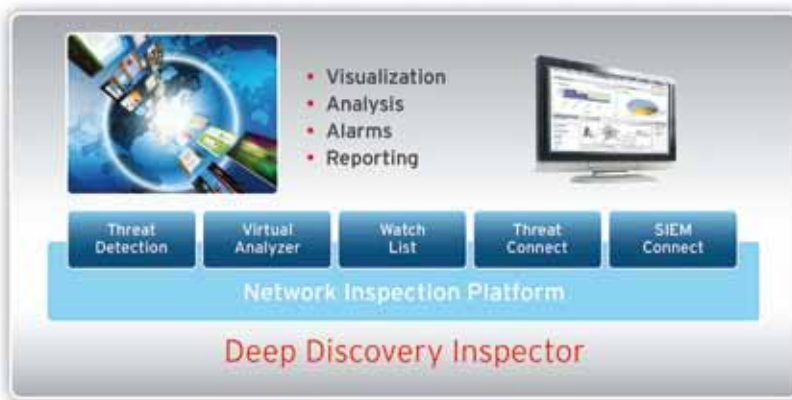 • Visualization
• Analysis
• Alarms
• Reporting
Threat
Detection
Virtual
Analyzer
Watch
List
Threat
Connect
SIEM
Connect
Network Inspection Platform
Deep Discovery Inspector